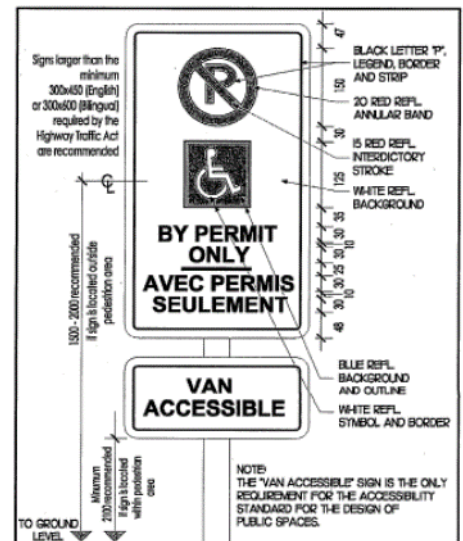 Signs larger than the
minimum
300x450 (English)
or 300x600 (Bilingual)
required by the
Highway Traffic Act
are recommended
P
BLACK LETTER "P",
LEGEND, BORDER
AND STRIP
20 RED REFL.
ANNULAR BAND
15 RED REFL.
INTERDICTORY
STROKE
WHITE REFL.
BACKGROUND
47
150
30
125
35
30
10
30
25
30
10
30
48
BY PERMIT
ONLY
AVEC PERMIS
SEULEMENT
1500 - 2000 recommended
if sign is located outside
pedestrian area
BLUE REFL.
BACKGROUND
AND OUTLINE
WHITE REFL.
SYMBOL AND BORDER
VAN
ACCESSIBLE
Minimum
2100 recommended
if sign is located
within pedestrian
area
NOTE:
THE "VAN ACCESSIBLE" SIGN IS THE ONLY
REQUIREMENT FOR THE ACCESSIBILITY
STANDARD FOR THE DESIGN OF
PUBLIC SPACES.
TO GROUND
LEVEL